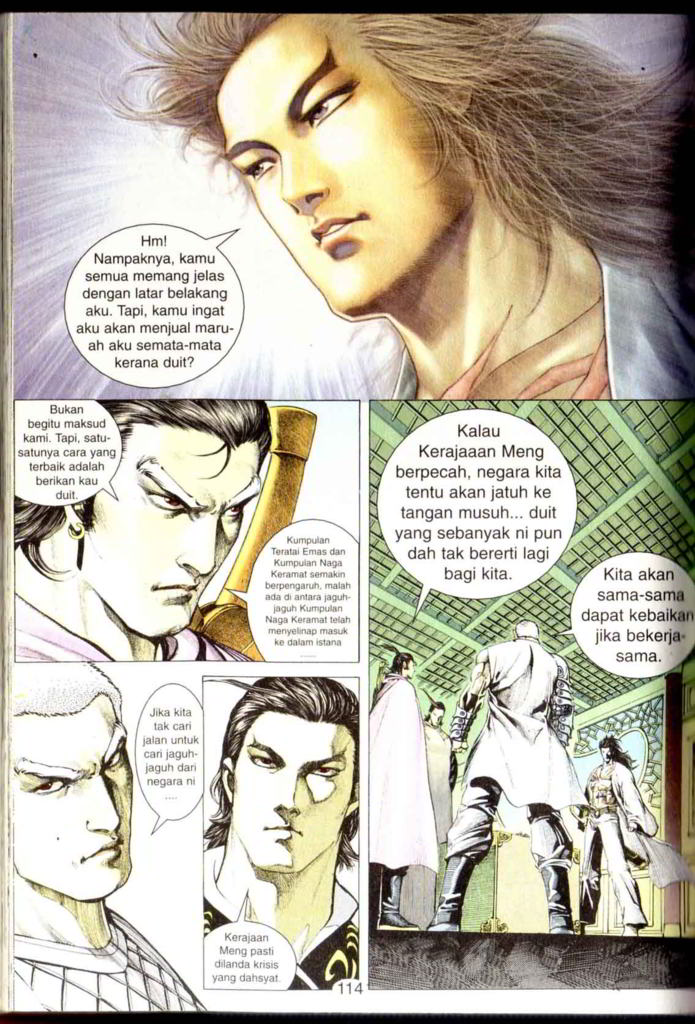 Hm!
Nampaknya, kamu
semua memang jelas
dengan latar belakang
aku. Tapi, kamu ingat
aku akan menjual maru-
ah aku semata-mata
kerana duit?
Bukan
begitu maksud
kami. Tapi, satu-
satunya cara yang
terbaik adalah
berikan kau
duit.
Kumpulan
Teratai Emas dan
Kumpulan Naga
Keramat semakin
berpengaruh, malah
ada di antara jaguh-
jaguh Kumpulan
Naga Keramat telah
menyelinap masuk
ke dalam istana
......
Jika kita
tak cari
jalan untuk
cari jaguh-
jaguh dari
negara ni
....
Kerajaan
Meng pasti
dilanda krisis
yang dahsyat.
Kalau
Kerajaaan Meng
berpecah, negara kita
tentu akan jatuh ke
tangan musuh... duit
yang sebanyak ni pun
dah tak bererti lagi
bagi kita.
Kita akan
sama-sama
dapat kebaikan
jika bekerja-
sama.
114